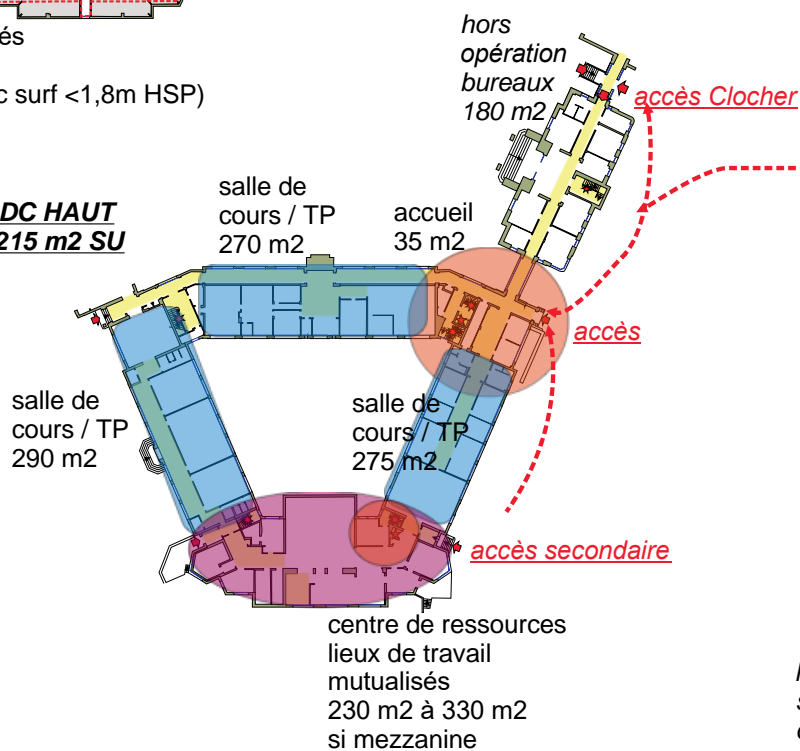 és
c surf <1,8m HSP)
DC HAUT
215 m2 SU
hors
opération
bureaux
180 m2
accès Clocher
salle de
cours / TP
270 m2
accueil
35 m2
accès
salle de
cours / TP
290 m2
salle de
cours / TP
275 m2
accès secondaire
centre de ressources
lieux de travail
mutualisés
230 m2 à 330 m2
si mezzanine